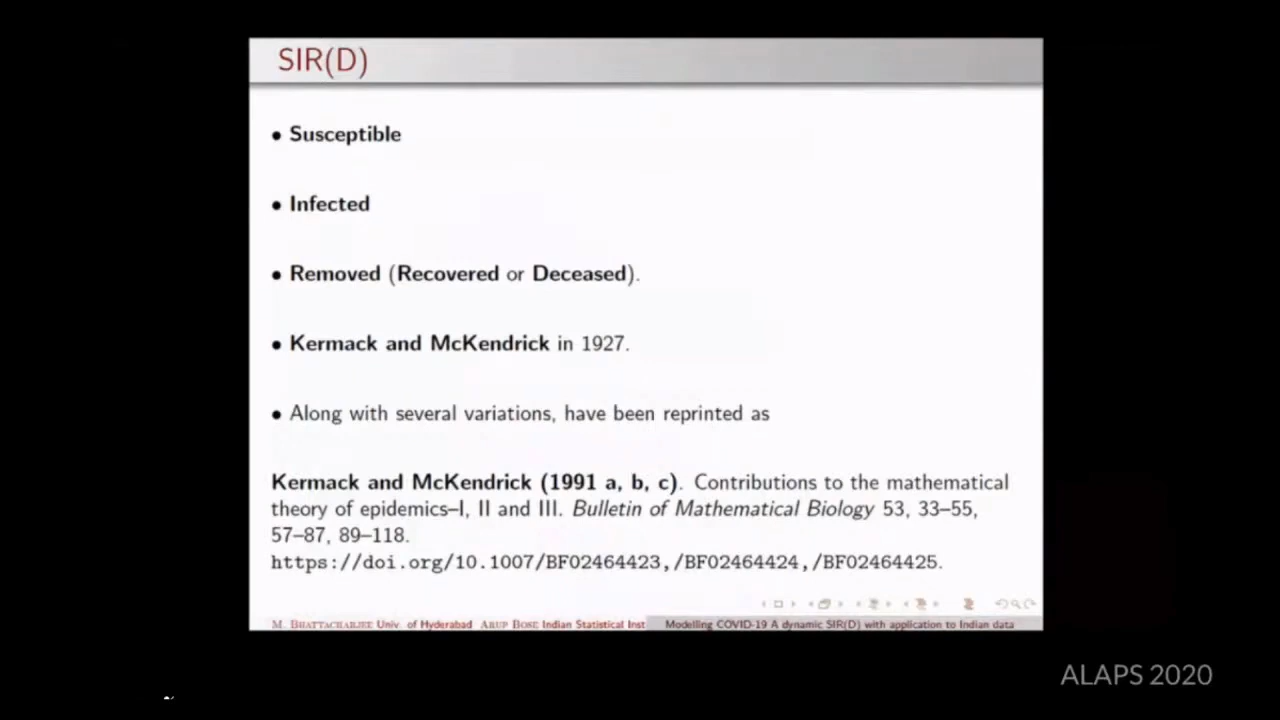 SIR(D)
• Susceptible
• Infected
• Removed (Recovered or Deceased).
• Kermack and McKendrick in 1927.
• Along with several variations, have been reprinted as
Kermack and McKendrick (1991 a, b, c). Contributions to the mathematical
theory of epidemics–I, II and III. Bulletin of Mathematical Biology 53, 33–55,
57–87, 89–118.
https://doi.org/10.1007/BF02464423,/BF02464424,/BF02464425.
M. BHATTACHARJEE Univ. of Hyderabad ARUP BOSE Indian Statistical Inst Modelling COVID-19 A dynamic SIR(D) with application to Indian data
ALAPS 2020